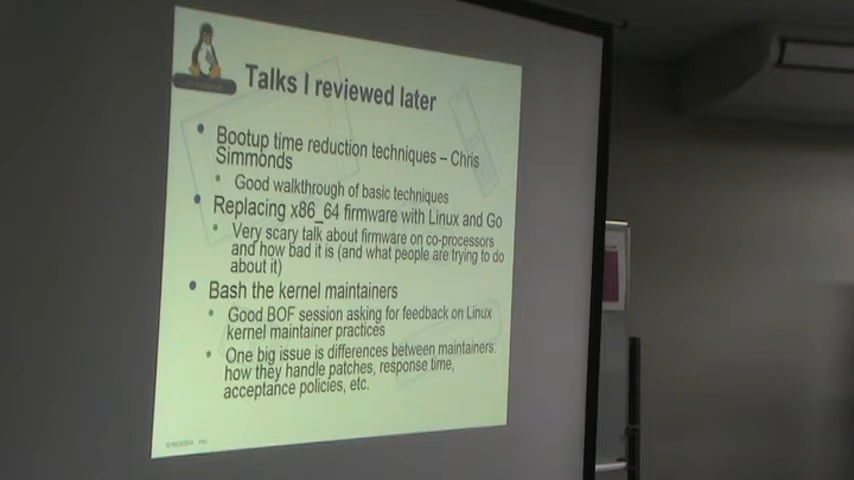 Talks I reviewed later
• Bootup time reduction techniques – Chris
Simmonds
• Good walkthrough of basic techniques
• Replacing x86_64 firmware with Linux and Go
• Very scary talk about firmware on co-processors
and how bad it is (and what people are trying to do
about it)
• Bash the kernel maintainers
• Good BOF session asking for feedback on Linux
kernel maintainer practices
• One big issue is differences between maintainers:
how they handle patches, response time,
acceptance policies, etc.